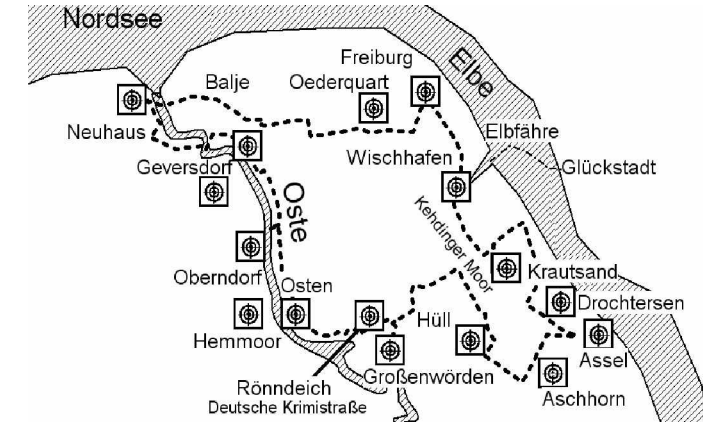 Nordsee
Elbe
Freiburg
Balje
Oederquart
Neuhaus
Elbfähre
Wischhafen
Glückstadt
Geversdorf
Oste
Kehdinger Moor
Oberndorf
Osten
Krautsand
Hemmoor
Hüll
Drochtersen
Assel
Großenwörden
Rönndeich
Deutsche Krimistraße
Aschhorn